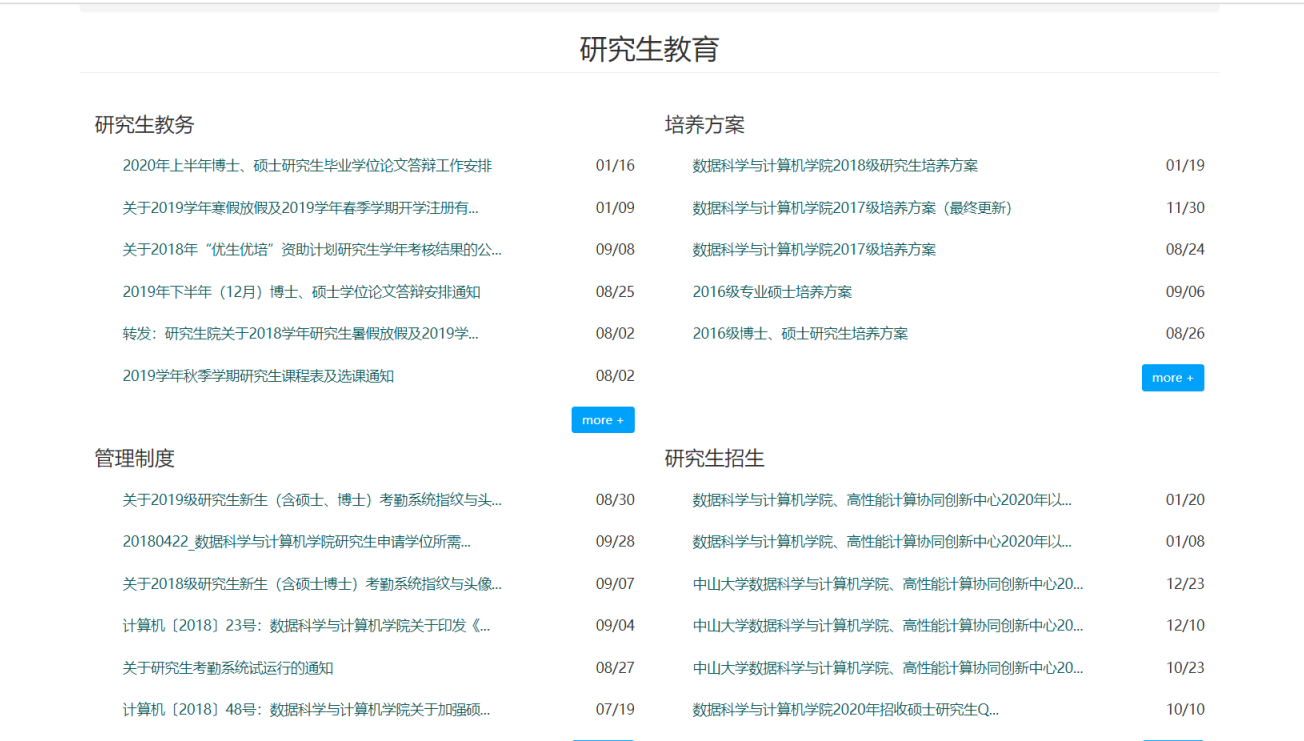 研究生教育
研究生教务
2020年上半年博士、硕士研究生毕业学位论文答辩工作安排 01/16
关于2019学年寒假放假及2019学年春季学期开学注册有... 01/09
关于2018年“优生优培”资助计划研究生学年考核结果的公... 09/08
2019年下半年（12月）博士、硕士学位论文答辩安排通知 08/25
转发：研究生院关于2018学年研究生暑假放假及2019学... 08/02
2019学年秋季学期研究生课程表及选课通知 08/02
more +
培养方案
数据科学与计算机学院2018级研究生培养方案 01/19
数据科学与计算机学院2017级培养方案（最终更新） 11/30
数据科学与计算机学院2017级培养方案 08/24
2016级专业硕士培养方案 09/06
2016级博士、硕士研究生培养方案 08/26
more +
管理制度
关于2019级研究生新生（含硕士、博士）考勤系统指纹与头... 08/30
20180422_数据科学与计算机学院研究生申请学位所需... 09/28
关于2018级研究生新生（含硕士博士）考勤系统指纹与头像... 09/07
计算机〔2018〕23号：数据科学与计算机学院关于印发《... 09/04
关于研究生考勤系统试运行的通知 08/27
计算机〔2018〕48号：数据科学与计算机学院关于加强硕... 07/19
研究生招生
数据科学与计算机学院、高性能计算协同创新中心2020年以... 01/20
数据科学与计算机学院、高性能计算协同创新中心2020年以... 01/08
中山大学数据科学与计算机学院、高性能计算协同创新中心20... 12/23
中山大学数据科学与计算机学院、高性能计算协同创新中心20... 12/10
中山大学数据科学与计算机学院、高性能计算协同创新中心20... 10/23
数据科学与计算机学院2020年招收硕士研究生Q... 10/10